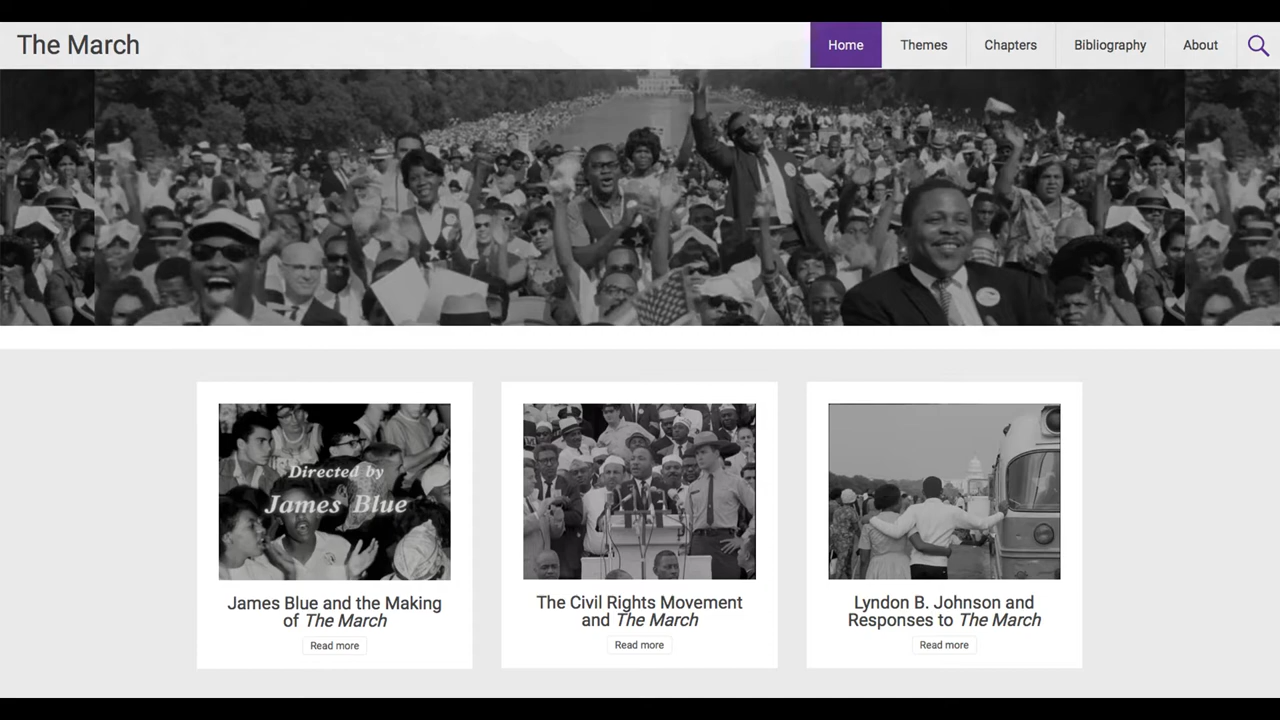 The March
Home
Themes
Chapters
Bibliography
About
Directed by
James Blue
James Blue and the Making
of The March
Read more
The Civil Rights Movement
and The March
Read more
Lyndon B. Johnson and
Responses to The March
Read more